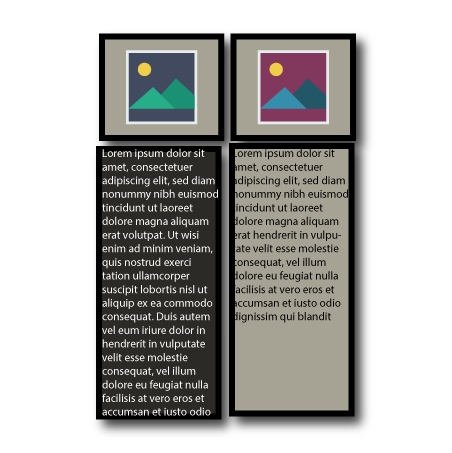 Lorem ipsum dolor sit
amet, consectetuer
adipiscing elit, sed diam
nonummy nibh euismod
tincidunt ut laoreet
dolore magna aliquam
erat volutpat. Ut wisi
enim ad minim veniam,
quis nostrud exerci
tation ullamcorper
suscipit lobortis nisl ut
aliquip ex ea commodo
consequat. Duis autem
vel eum iriure dolor in
hendrerit in vulputate
velit esse molestie
consequat, vel illum
dolore eu feugiat nulla
facilisis at vero eros et
accumsan et iusto odio
Lorem ipsum dolor sit
amet, consectetuer
adipiscing elit, sed diam
nonummy nibh euismod
tincidunt ut laoreet
dolore magna aliquam
erat hendrerit in vulpu-
tate velit esse molestie
consequat, vel illum
dolore eu feugiat nulla
facilisis at vero eros et
accumsan et iusto odio
dignissim qui blandit